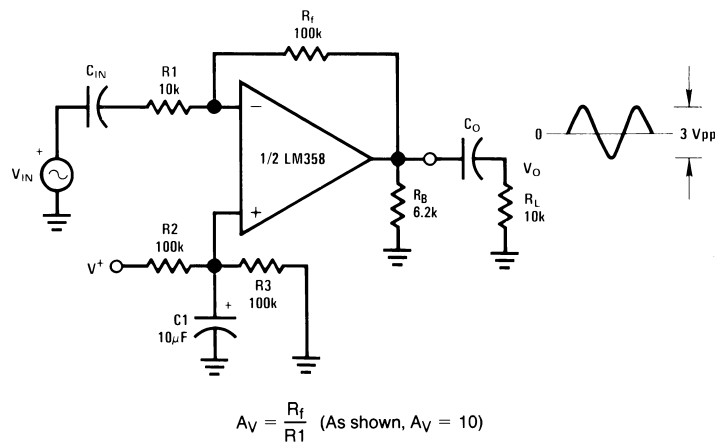 Rf
100k
CIN
R1
10k
−
1/2 LM358
+
CO
0
3 Vpp
VO
+
VIN
RB
6.2k
RL
10k
R2
100k
V+
R3
100k
+
C1
10µF
AV = Rf/R1 (As shown, AV = 10)